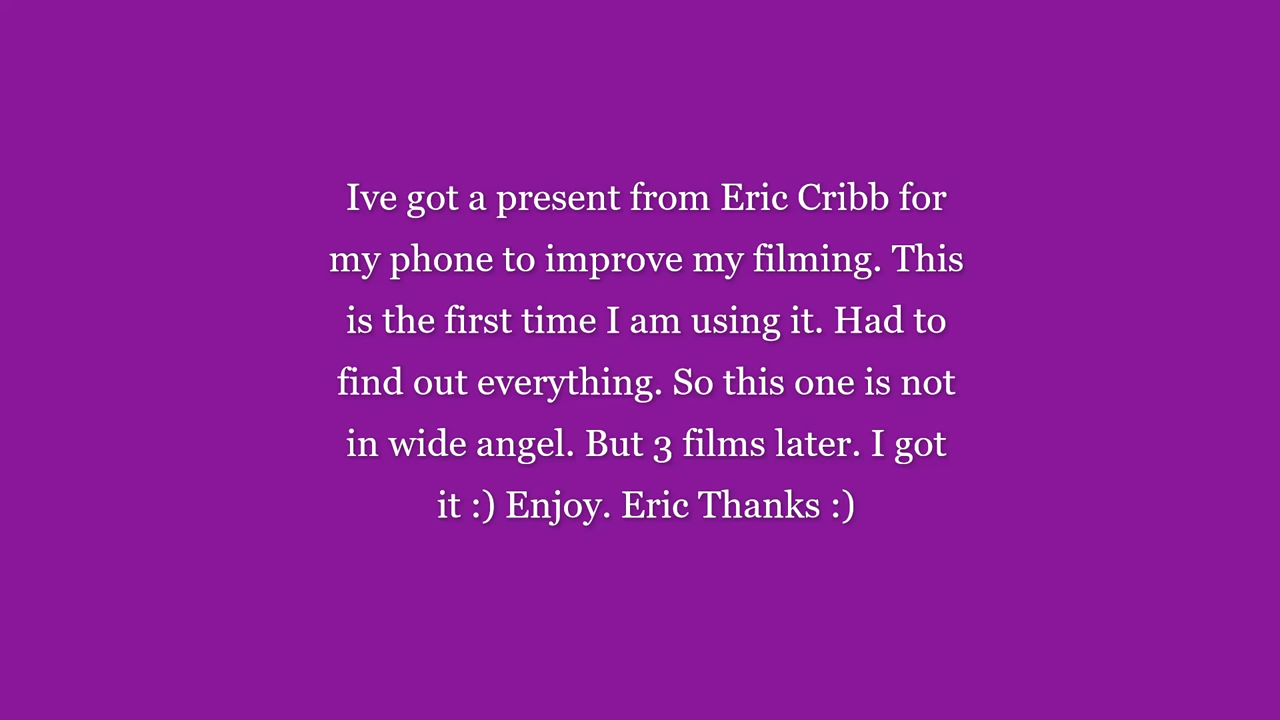 Ive got a present from Eric Cribb for
my phone to improve my filming. This
is the first time I am using it. Had to
find out everything. So this one is not
in wide angel. But 3 films later. I got
it :) Enjoy. Eric Thanks :)